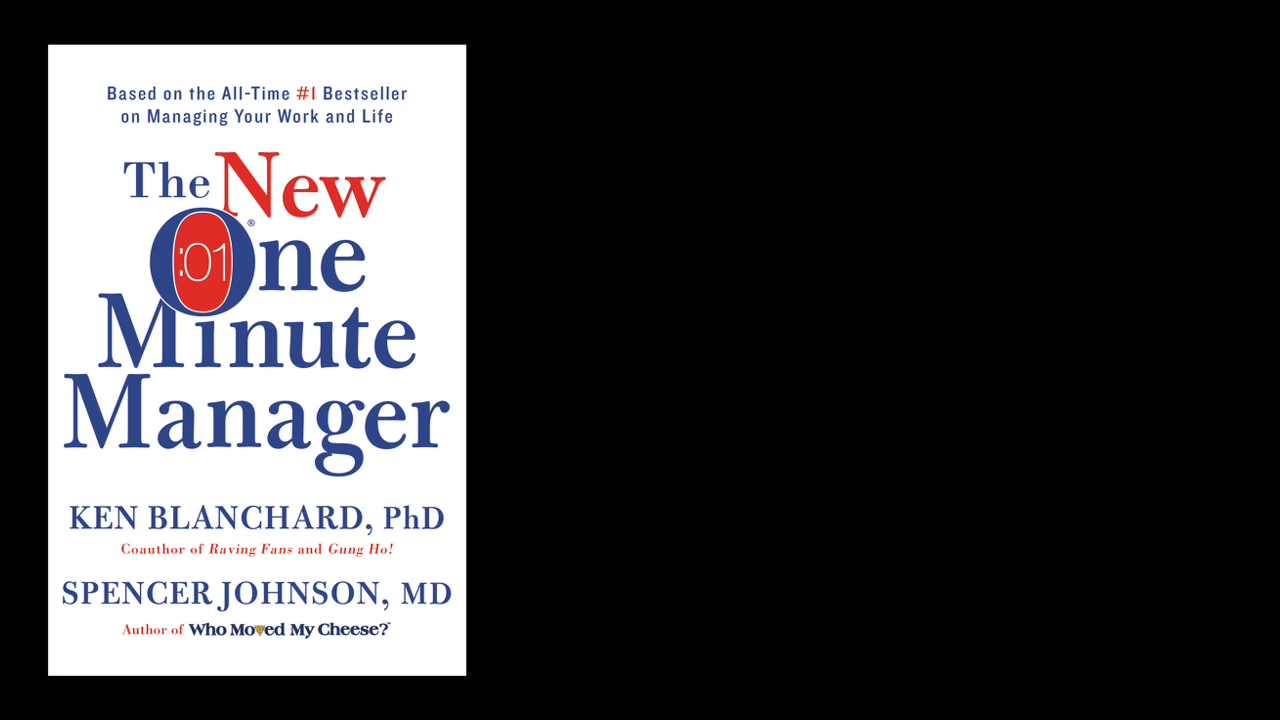 Based on the All-Time #1 Bestseller
on Managing Your Work and Life
The New
One®
:01
Minute
Manager
KEN BLANCHARD, PhD
Coauthor of Raving Fans and Gung Ho!
SPENCER JOHNSON, MD
Author of Who Moved My Cheese?